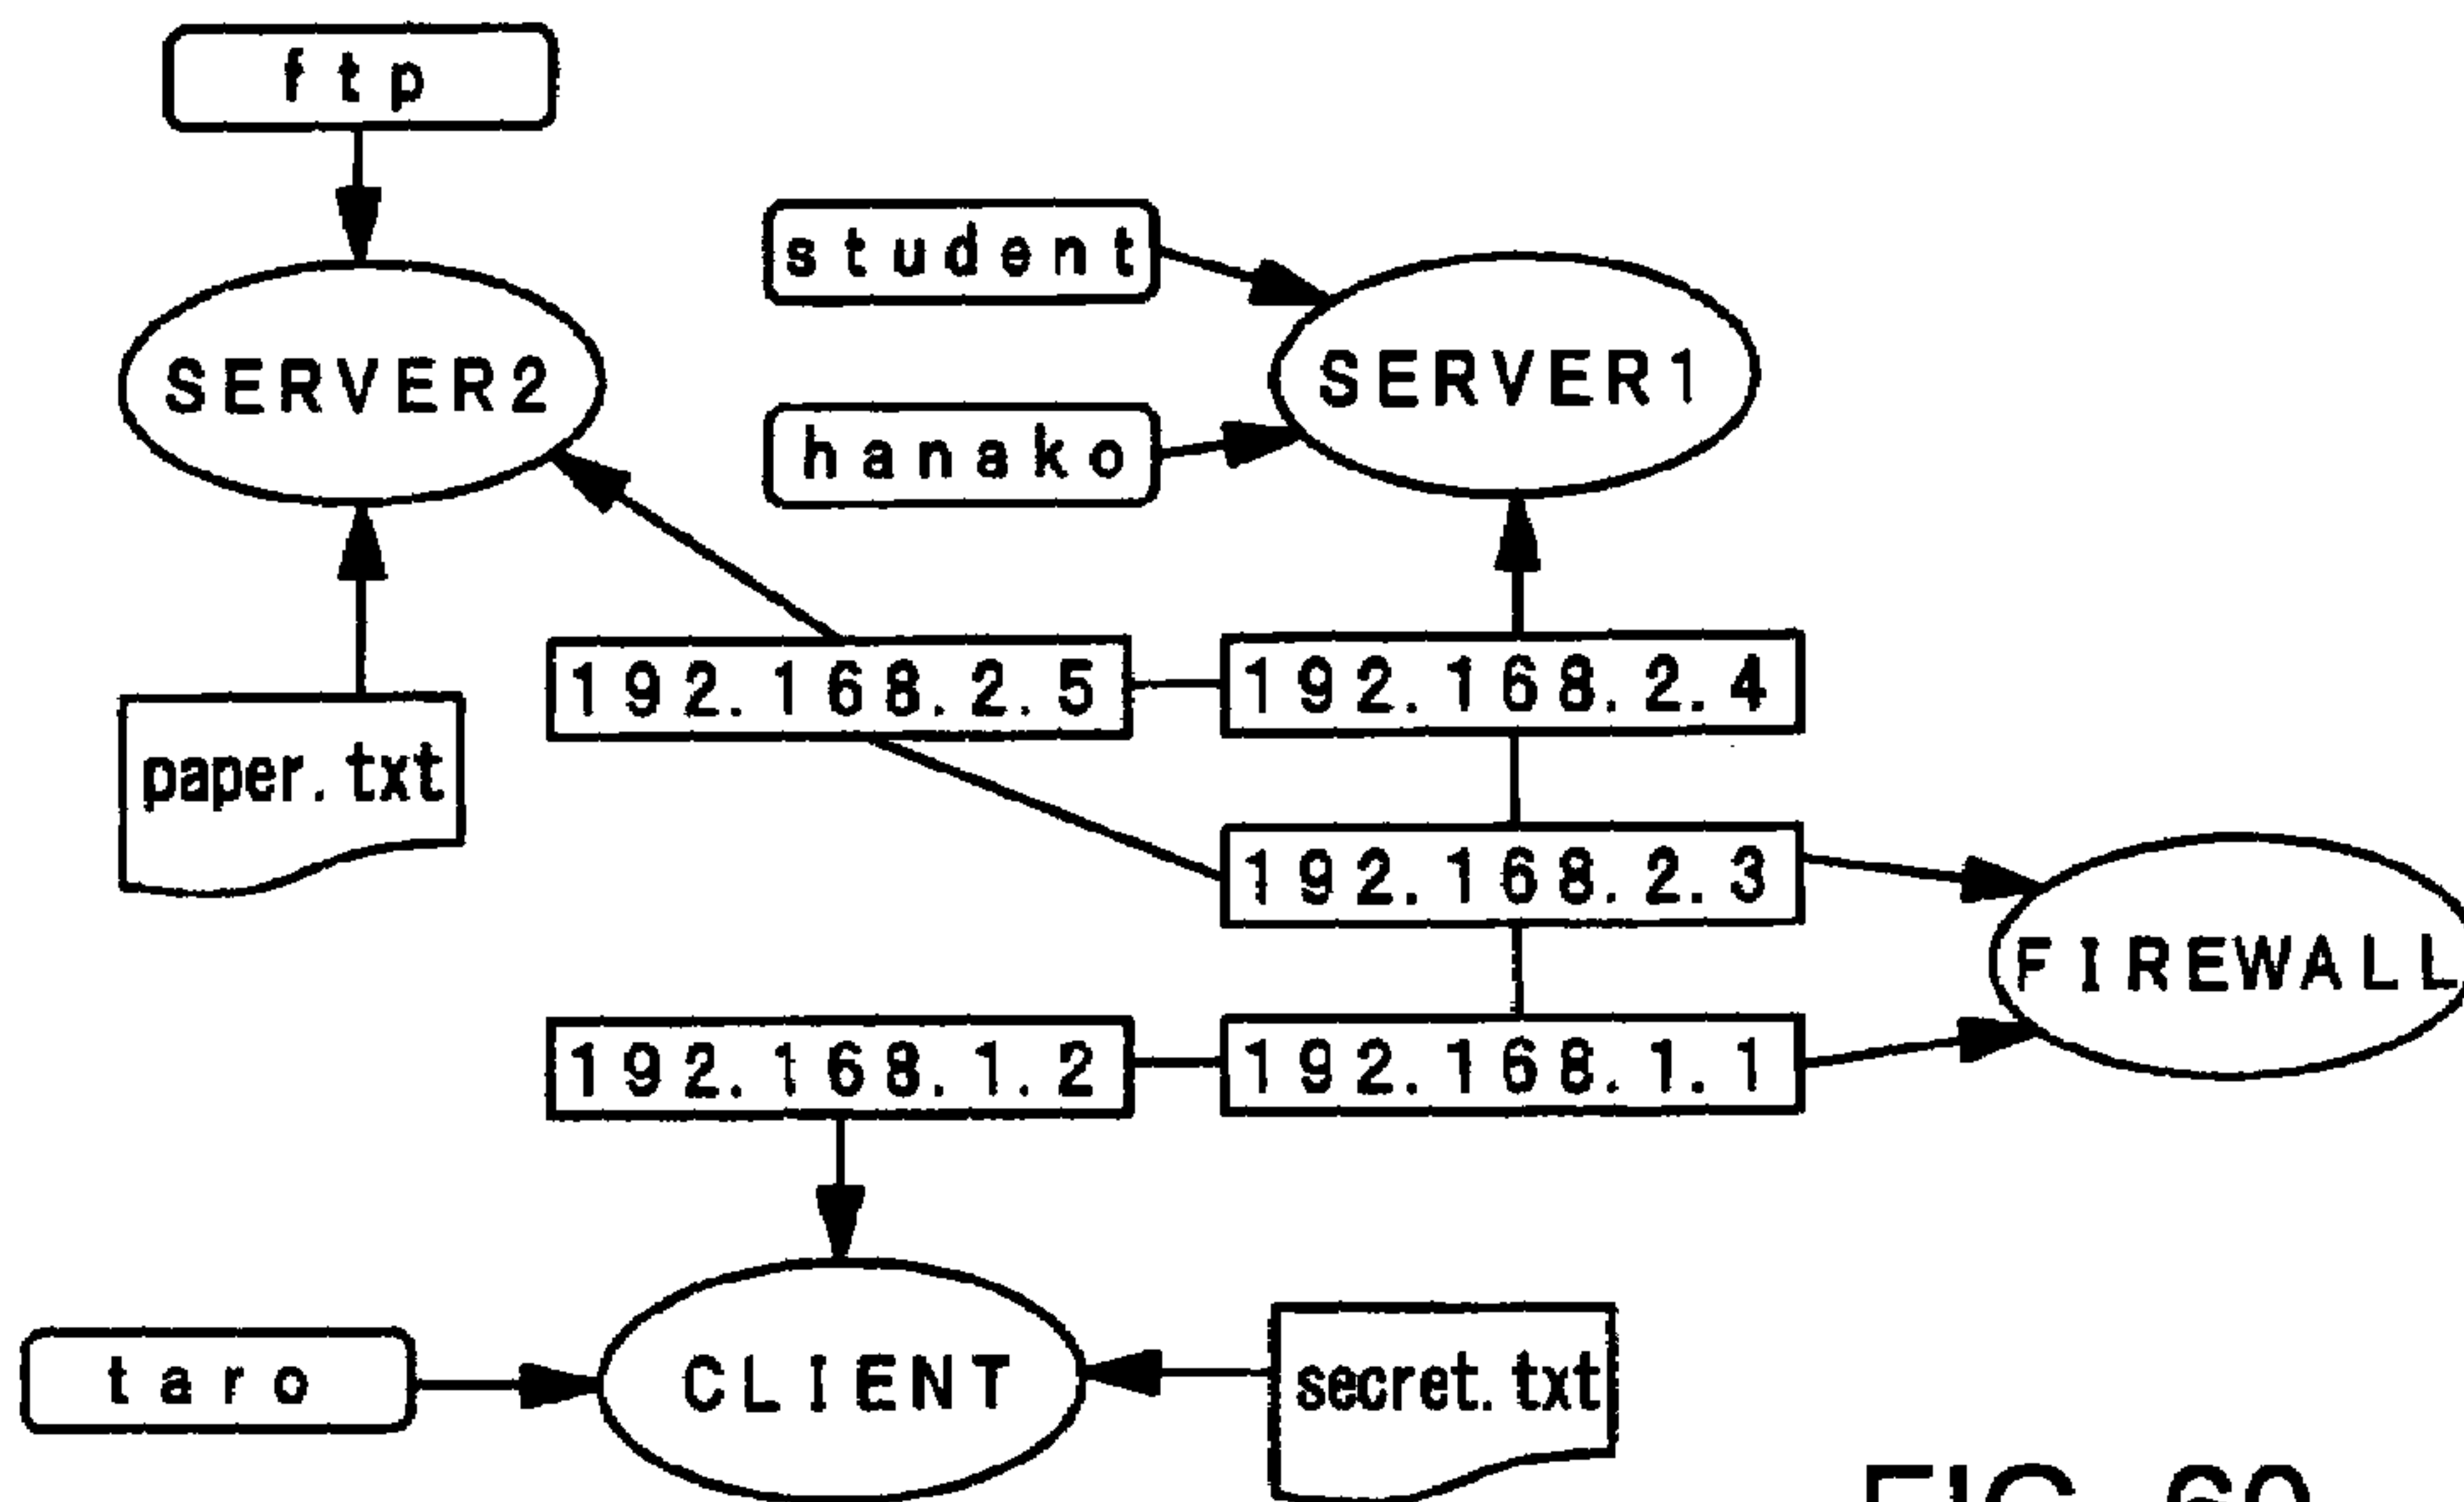 ftp
student
SERVER2
SERVER1
hanako
192.168.2.5
192.168.2.4
paper.txt
192.168.2.3
FIREWALL
192.168.1.2
192.168.1.1
taro
CLIENT
secret.txt